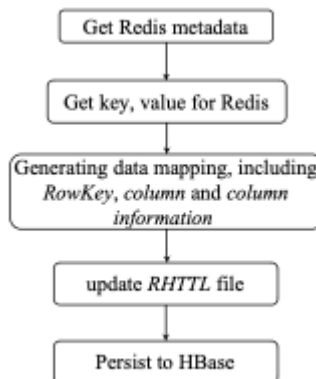 Get Redis metadata
Get key, value for Redis
Generating data mapping, including
RowKey, column and column
information
update RHTTL file
Persist to HBase